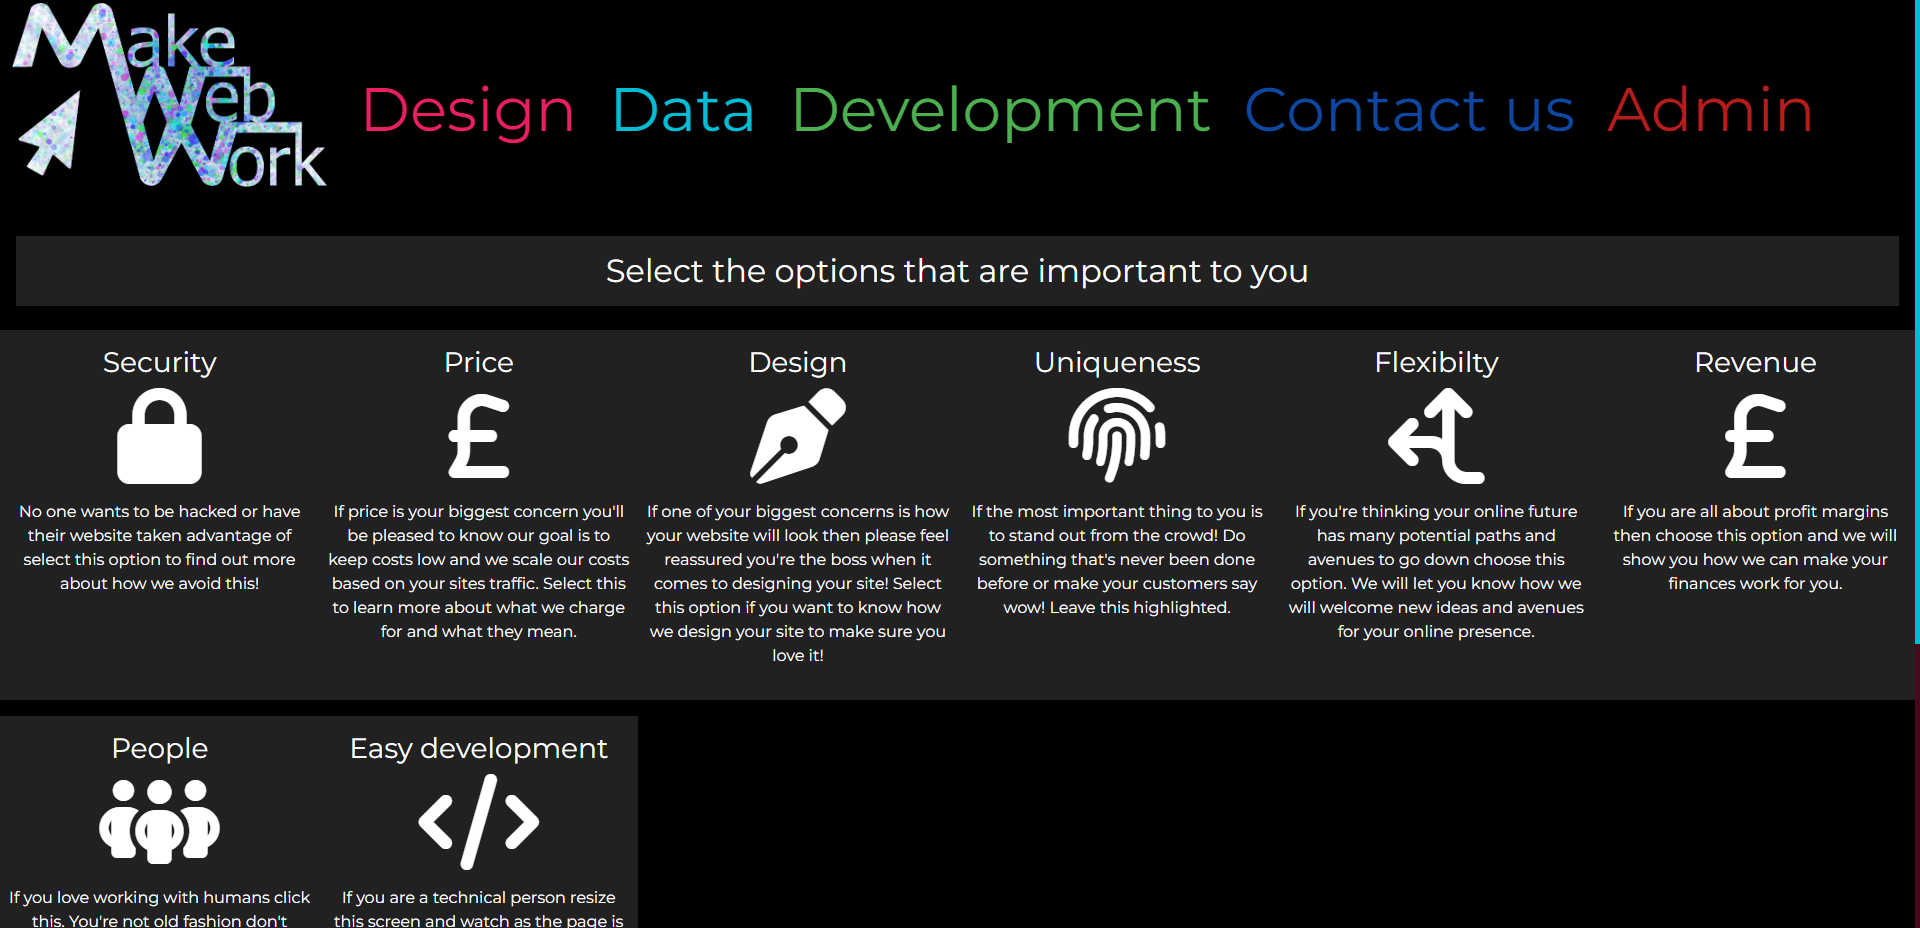 Make
Web
Work
Design Data Development Contact us Admin
Select the options that are important to you
Security
No one wants to be hacked or have
their website taken advantage of
select this option to find out more
about how we avoid this!
Price
If price is your biggest concern you'll
be pleased to know our goal is to
keep costs low and we scale our costs
based on your sites traffic. Select this
to learn more about what we charge
for and what they mean.
Design
If one of your biggest concerns is how
your website will look then please feel
reassured you're the boss when it
comes to designing your site! Select
this option if you want to know how
we design your site to make sure you
love it!
Uniqueness
If the most important thing to you is
to stand out from the crowd! Do
something that's never been done
before or make your customers say
wow! Leave this highlighted.
Flexibilty
If you're thinking your online future
has many potential paths and
avenues to go down choose this
option. We will let you know how we
will welcome new ideas and avenues
for your online presence.
Revenue
If you are all about profit margins
then choose this option and we will
show you how we can make your
finances work for you.
People
If you love working with humans click
this. You're not old fashion don't
Easy development
If you are a technical person resize
this screen and watch as the page is